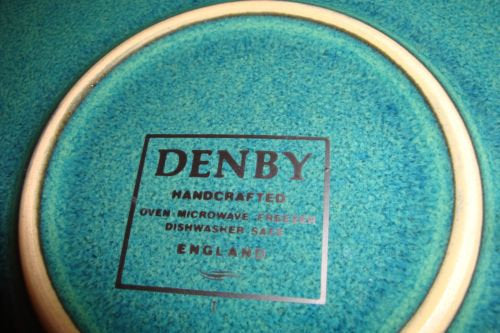 DENBY
HANDCRAFTED
OVEN-MICROWAVE-FREEZER
DISHWASHER SAFE
ENGLAND